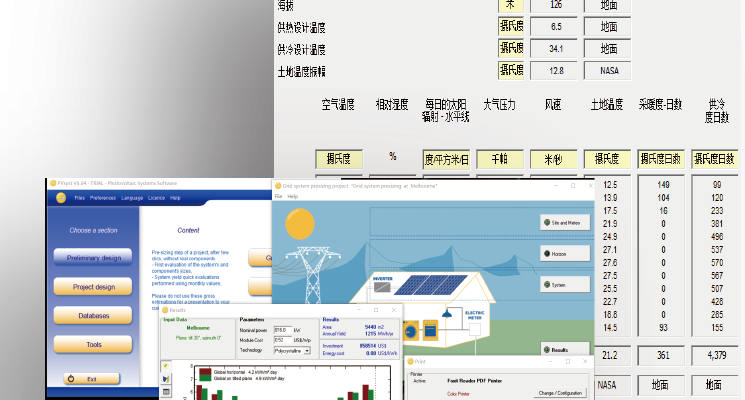 海拔 米 126 地面
供热设计温度 摄氏度 6.5 地面
供冷设计温度 摄氏度 34.1 地面
土地温度振幅 摄氏度 12.8 NASA
空气温度 相对湿度 每日的太阳辐射 - 水平线 大气压力 风速 土地温度 采暖度-日数 供冷度日数
摄氏度 % 度/平方米/日 千帕 米/秒 摄氏度 摄氏度日数 摄氏度日数
12.5 149 99
13.9 104 120
17.5 16 233
21.9 0 381
24.9 0 496
27.1 0 537
27.6 0 570
27.5 0 567
25.5 0 507
22.7 0 428
18.8 0 285
14.5 93 155
21.2 361 4,379
NASA 地面 地面
PVsyst V5.64 - TRIAL - Photovoltaic Systems Software
Files Preferences Language Licence Help
Choose a section
Preliminary design
Project design
Databases
Tools
Exit
Content
Pre-sizing step of a project, after few
clics, without real components.
- First evaluation of the system's and
component's sizes,
- System yield quick evaluations
performed using monthly values,
Please do not use these gross
estimations for a presentation to your
Grid system presizing project "Grid system presizing at Melbourne"
File Help
Site and Meteo
Horizon
System
Results
INVERTER
ELECTRIC
METER
Results
Input Data
Melbourne
Plane: tilt 30°, azimuth 0°
Parameters
Nominal power 816.0 kW
Module Cost 0.52 US$/Wp
Technology Polycrystalline
Results
Area 5440 m2
Annual Yield 1215 MWh/yr
Investment 858514 US$
Energy cost 0.08 US$/kWh
Global horizontal 4.2 kWh/m².day
Global on tilted plane 4.6 kWh/m².day
Print
Printer
Active: Foxit Reader PDF Printer
Color Printer
Change / Configuration